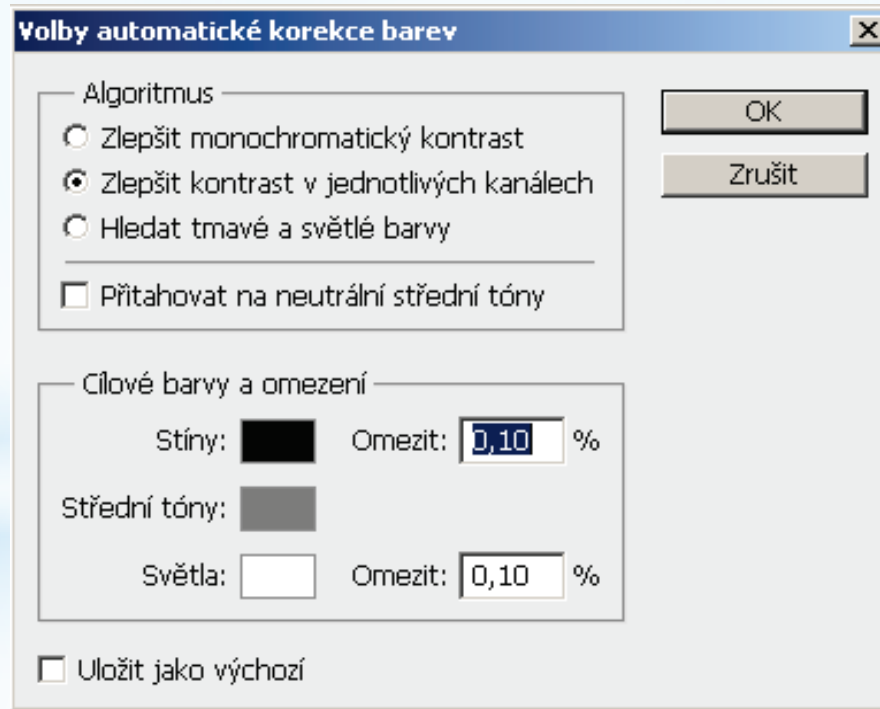 Volby automatické korekce barev
Algoritmus
Zlepšit monochromatický kontrast
Zlepšit kontrast v jednotlivých kanálech
Hledat tmavé a světlé barvy
Přitahovat na neutrální střední tóny
OK
Zrušit
Cílové barvy a omezení
Stíny: Omezit: 0,10 %
Střední tóny:
Světla: Omezit: 0,10 %
Uložit jako výchozí